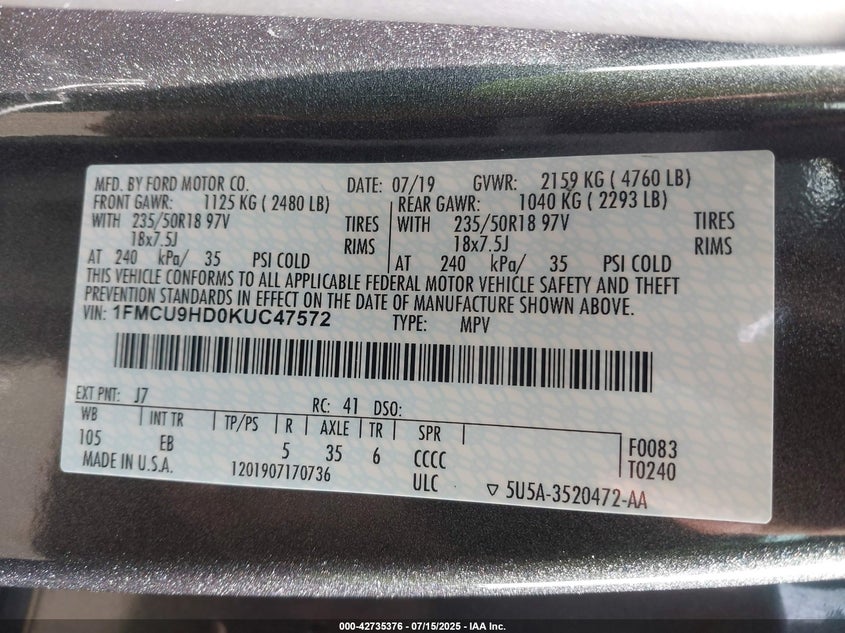 MFD. BY FORD MOTOR CO. DATE: 07/19 GVWR: 2159 KG ( 4760 LB)
FRONT GAWR: 1125 KG ( 2480 LB) REAR GAWR: 1040 KG ( 2293 LB)
WITH 235/50R18 97V TIRES WITH 235/50R18 97V TIRES
18x7.5J RIMS 18x7.5J RIMS
AT 240 kPa/ 35 PSI COLD AT 240 kPa/ 35 PSI COLD
THIS VEHICLE CONFORMS TO ALL APPLICABLE FEDERAL MOTOR VEHICLE SAFETY AND THEFT
PREVENTION STANDARDS IN EFFECT ON THE DATE OF MANUFACTURE SHOWN ABOVE.
VIN: 1FMCU9HD0KUC47572 TYPE: MPV
EXT PNT: J7 RC: 41 DSO:
WB INT TR TP/PS R AXLE TR SPR
105 EB 5 35 6 CCCC F0083
MADE IN U.S.A. 1201907170736 ULC T0240
▽ 5U5A-3520472-AA
000-42735376 - 07/15/2025 - IAA Inc.